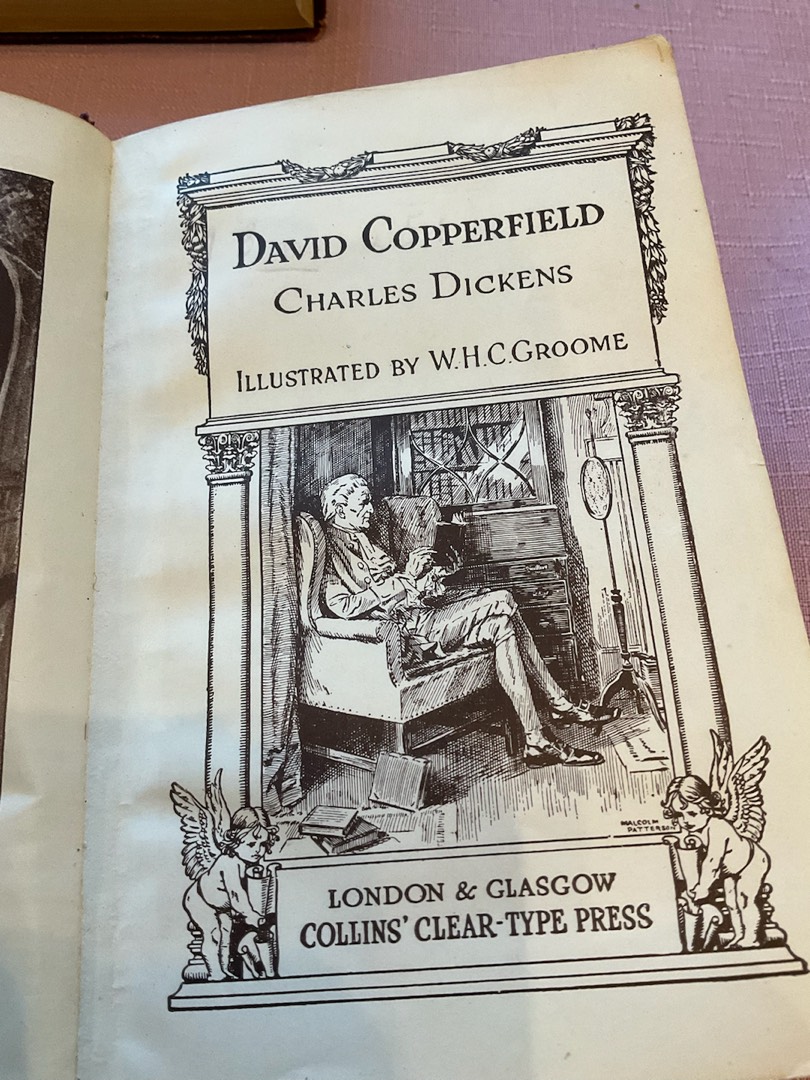 DAVID COPPERFIELD
CHARLES DICKENS
ILLUSTRATED BY W.H.C.GROOME
MALCOLM
PATTERSON
LONDON & GLASGOW
COLLINS' CLEAR-TYPE PRESS